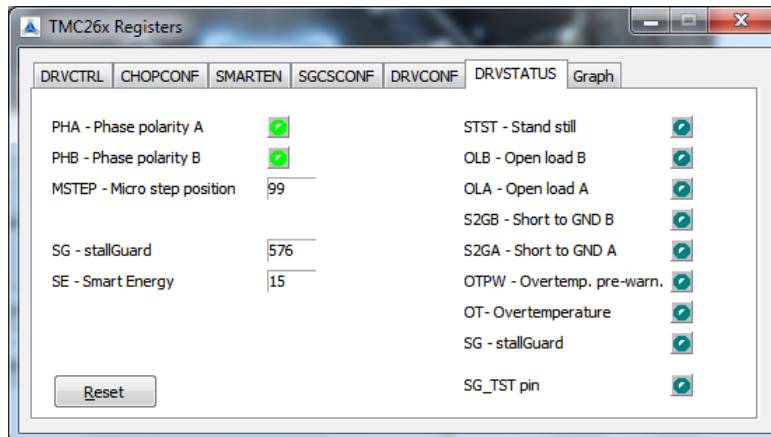 TMC26x Registers
DRVCTRL CHOPCONF SMARTEN SGCSCONF DRVCONF DRVSTATUS Graph
PHA - Phase polarity A
PHB - Phase polarity B
MSTEP - Micro step position 99
SG - stallGuard 576
SE - Smart Energy 15
Reset
STST - Stand still
OLB - Open load B
OLA - Open load A
S2GB - Short to GND B
S2GA - Short to GND A
OTPW - Overtemp. pre-warn.
OT- Overtemperature
SG - stallGuard
SG_TST pin